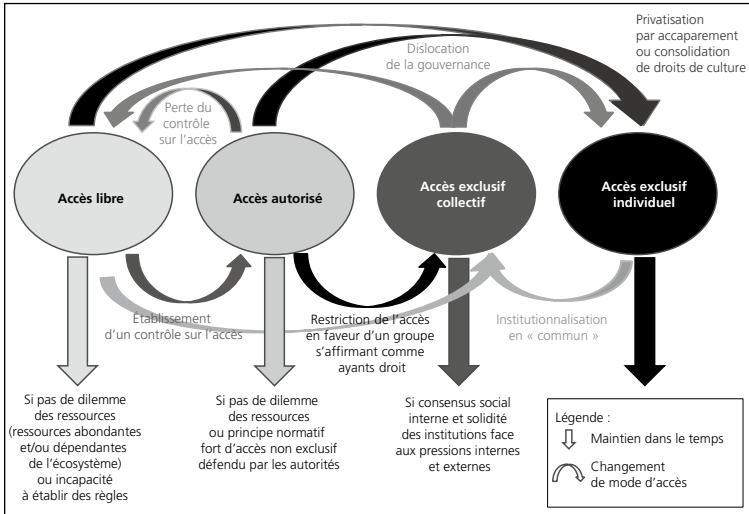 Privatisation
par accaparement
ou consolidation
de droits de culture
Dislocation
de la gouvernance
Perte du
contrôle
sur l'accès
Accès libre
Accès autorisé
Accès exclusif
collectif
Accès exclusif
individuel
Établissement
d'un contrôle sur l'accès
Restriction de l'accès
en faveur d'un groupe
s'affirmant comme
ayants droit
Institutionnalisation
en « commun »
Si pas de dilemme
des ressources
(ressources abondantes
et/ou dépendantes
de l'écosystème)
ou incapacité
à établir des règles
Si pas de dilemme
des ressources
ou principe normatif
fort d'accès non exclusif
défendu par les autorités
Si consensus social
interne et solidité
des institutions face
aux pressions internes
et externes
Légende :
Maintien dans le temps
Changement
de mode d'accès